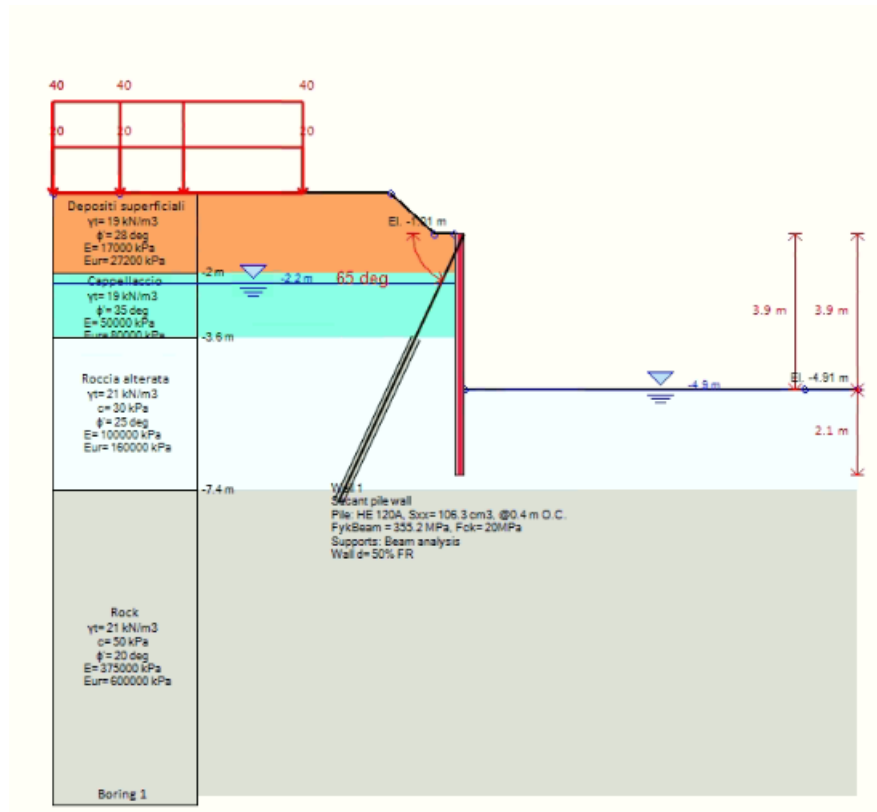 40 40 40
20 20 20
Depositi superficiali
γt= 19 kN/m3
ϕ'= 28 deg
E= 17000 kPa
Eur= 27200 kPa
El. -1.01 m
-2 m
Cappellaccio
γt= 19 kN/m3
ϕ'= 35 deg
E= 50000 kPa
Eur= 80000 kPa
-2.2 m
65 deg
-3.6 m
3.9 m
3.9 m
Roccia alterata
γt= 21 kN/m3
c= 30 kPa
ϕ'= 25 deg
E= 100000 kPa
Eur= 160000 kPa
-4.9 m
El. -4.91 m
2.1 m
-7.4 m
Wall 1
Secant pile wall
Pile: HE 120A, Sxx= 106.3 cm3, @0.4 m O.C.
FykBeam = 355.2 MPa, Fck= 20MPa
Supports: Beam analysis
Wall d= 50% FR
Rock
γt= 21 kN/m3
c= 50 kPa
ϕ'= 20 deg
E= 375000 kPa
Eur= 600000 kPa
Boring 1